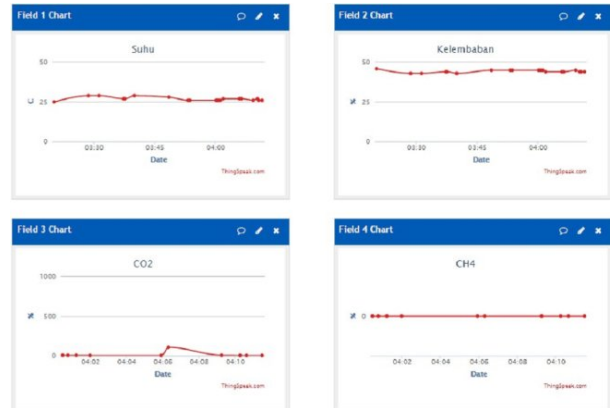 Field 1 Chart
Suhu
50
25
0
C
03:30 03:45 04:00
Date
ThingSpeak.com
Field 2 Chart
Kelembaban
50
25
0
%
03:30 03:45 04:00
Date
ThingSpeak.com
Field 3 Chart
CO2
1000
500
0
%
04:02 04:04 04:06 04:08 04:10
Date
ThingSpeak.com
Field 4 Chart
CH4
% 0
04:02 04:04 04:06 04:08 04:10
Date
ThingSpeak.com